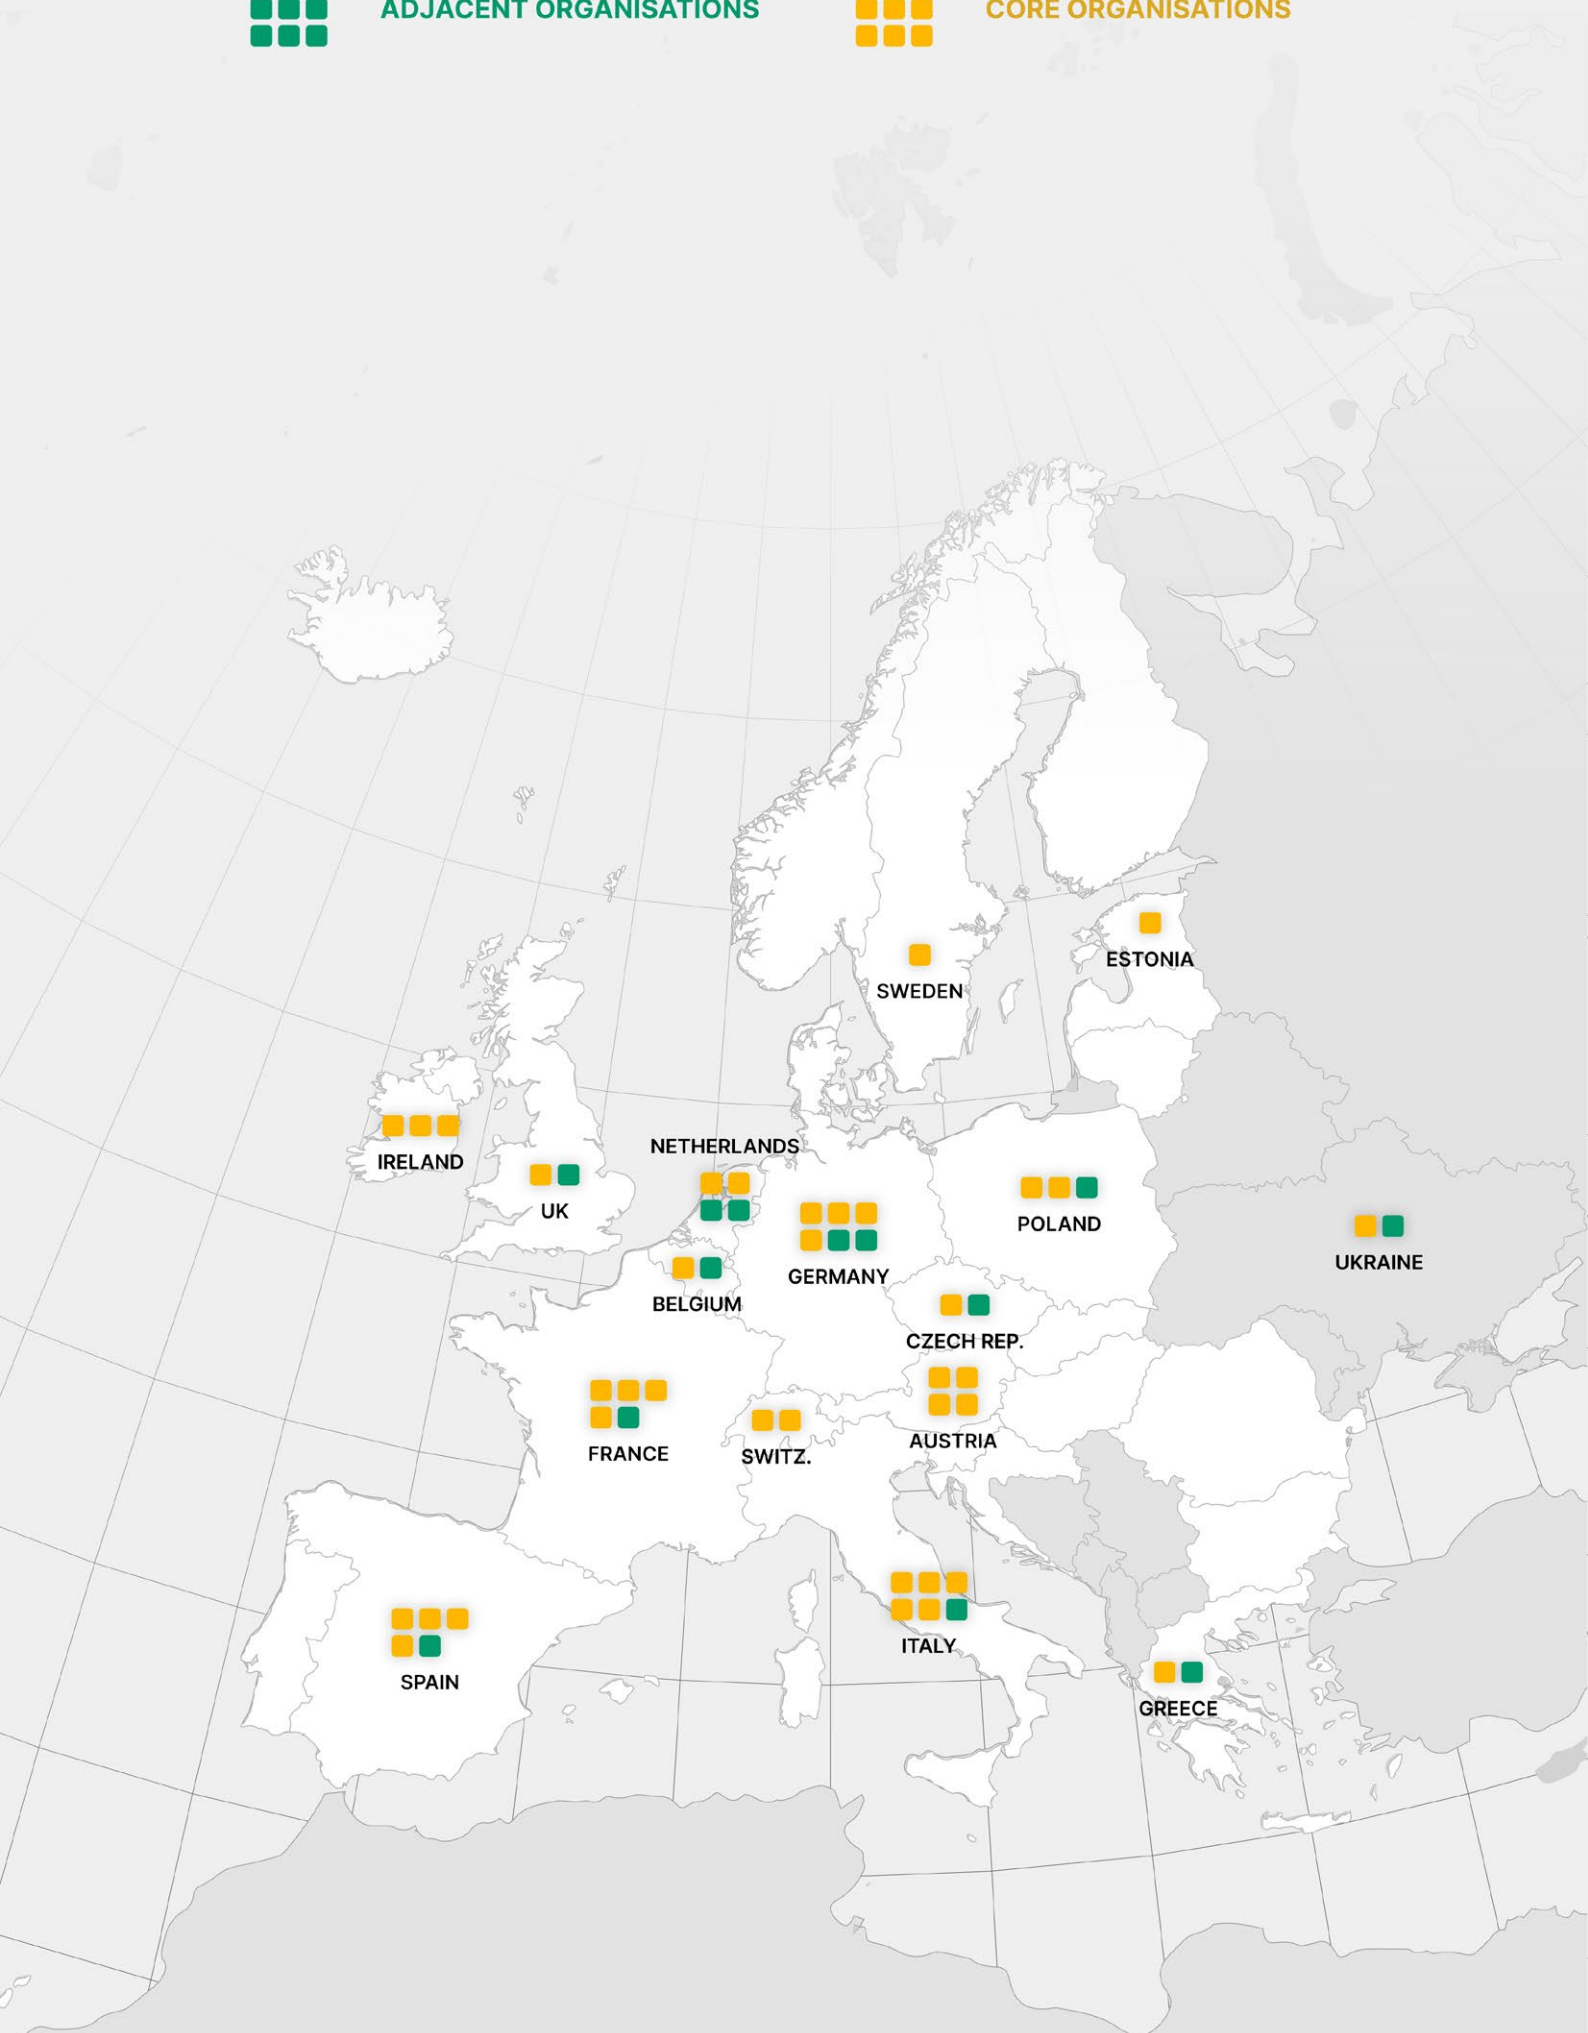 ADJACENT ORGANISATIONS
CORE ORGANISATIONS
ESTONIA
SWEDEN
NETHERLANDS
IRELAND
UK
POLAND
UKRAINE
GERMANY
BELGIUM
CZECH REP.
AUSTRIA
FRANCE
SWITZ.
ITALY
SPAIN
GREECE